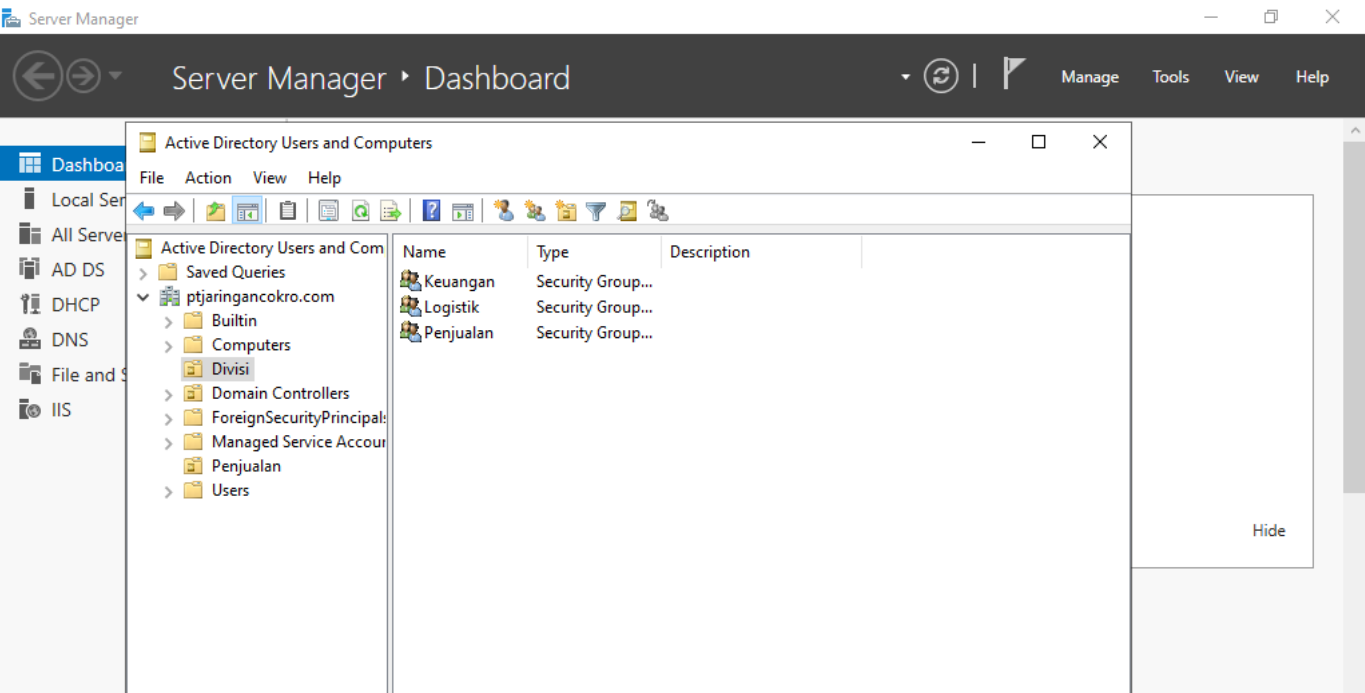 Server Manager
Server Manager Dashboard
Manage Tools View Help
Active Directory Users and Computers
File Action View Help
Dashboa
Local Ser
All Server
AD DS
DHCP
DNS
File and S
IIS
Active Directory Users and Com
Saved Queries
ptjaringancokro.com
Builtin
Computers
Divisi
Domain Controllers
ForeignSecurityPrincipals
Managed Service Accour
Penjualan
Users
Name Type Description
Keuangan Security Group...
Logistik Security Group...
Penjualan Security Group...
Hide